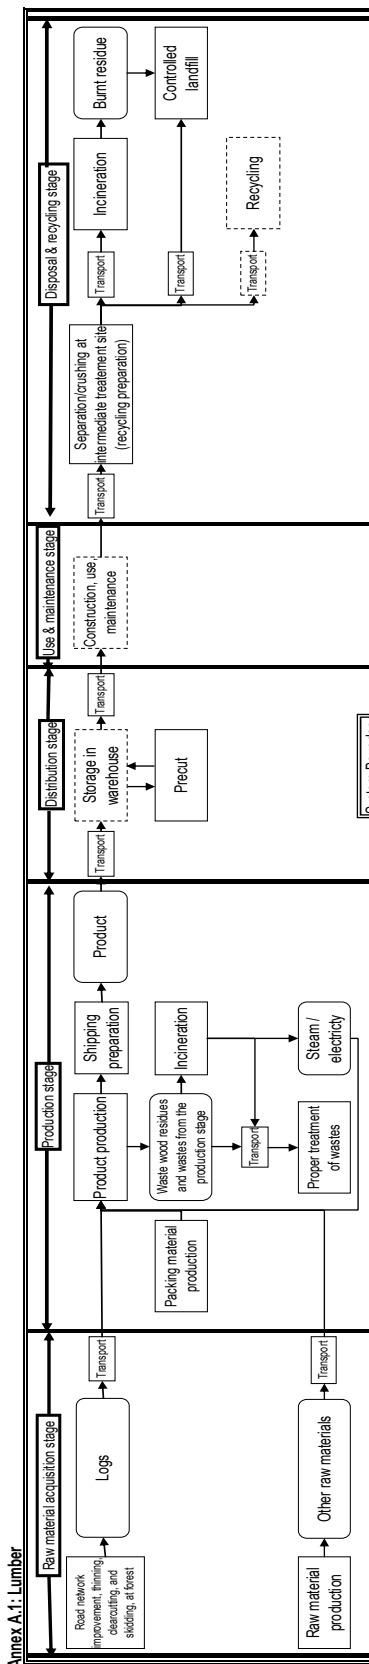 Annex A.1: Lumber
Raw material acquisition stage
Road network
improvement, thinning,
clearcutting, and
skidding, at forest
Logs
Transport
Raw material
production
Other raw materials
Transport
Production stage
Packing material
production
Product production
Shipping
preparation
Product
Waste wood residues
and wastes from the
production stage
Incineration
Transport
Proper treatment
of wastes
Steam /
electricty
Distribution stage
Transport
Storage in
warehouse
Precut
Transport
Use & maintenance stage
Construction, use,
maintenance
Disposal & recycling stage
Transport
Separation/crushing at
intermediate treatement site
(recycling preparation)
Transport
Incineration
Burnt residue
Transport
Controlled
landfill
Transport
Recycling